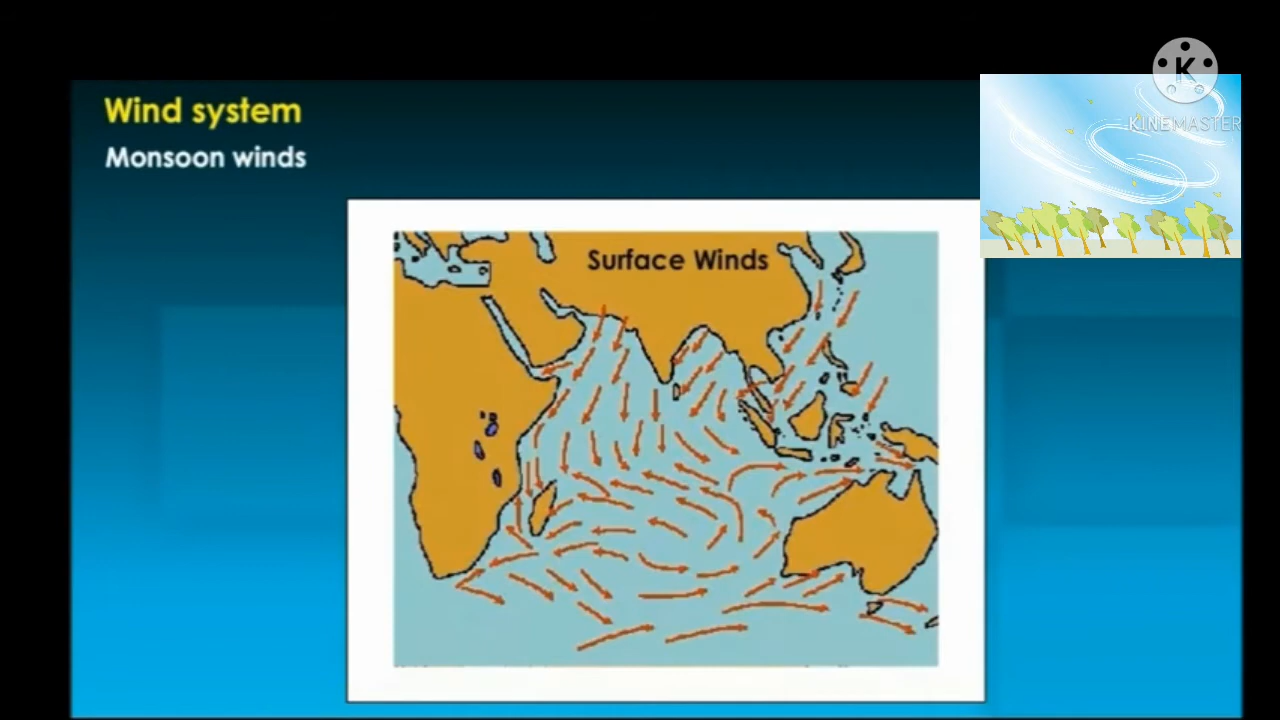 Wind system
Monsoon winds
Surface Winds
K
KINEMASTER